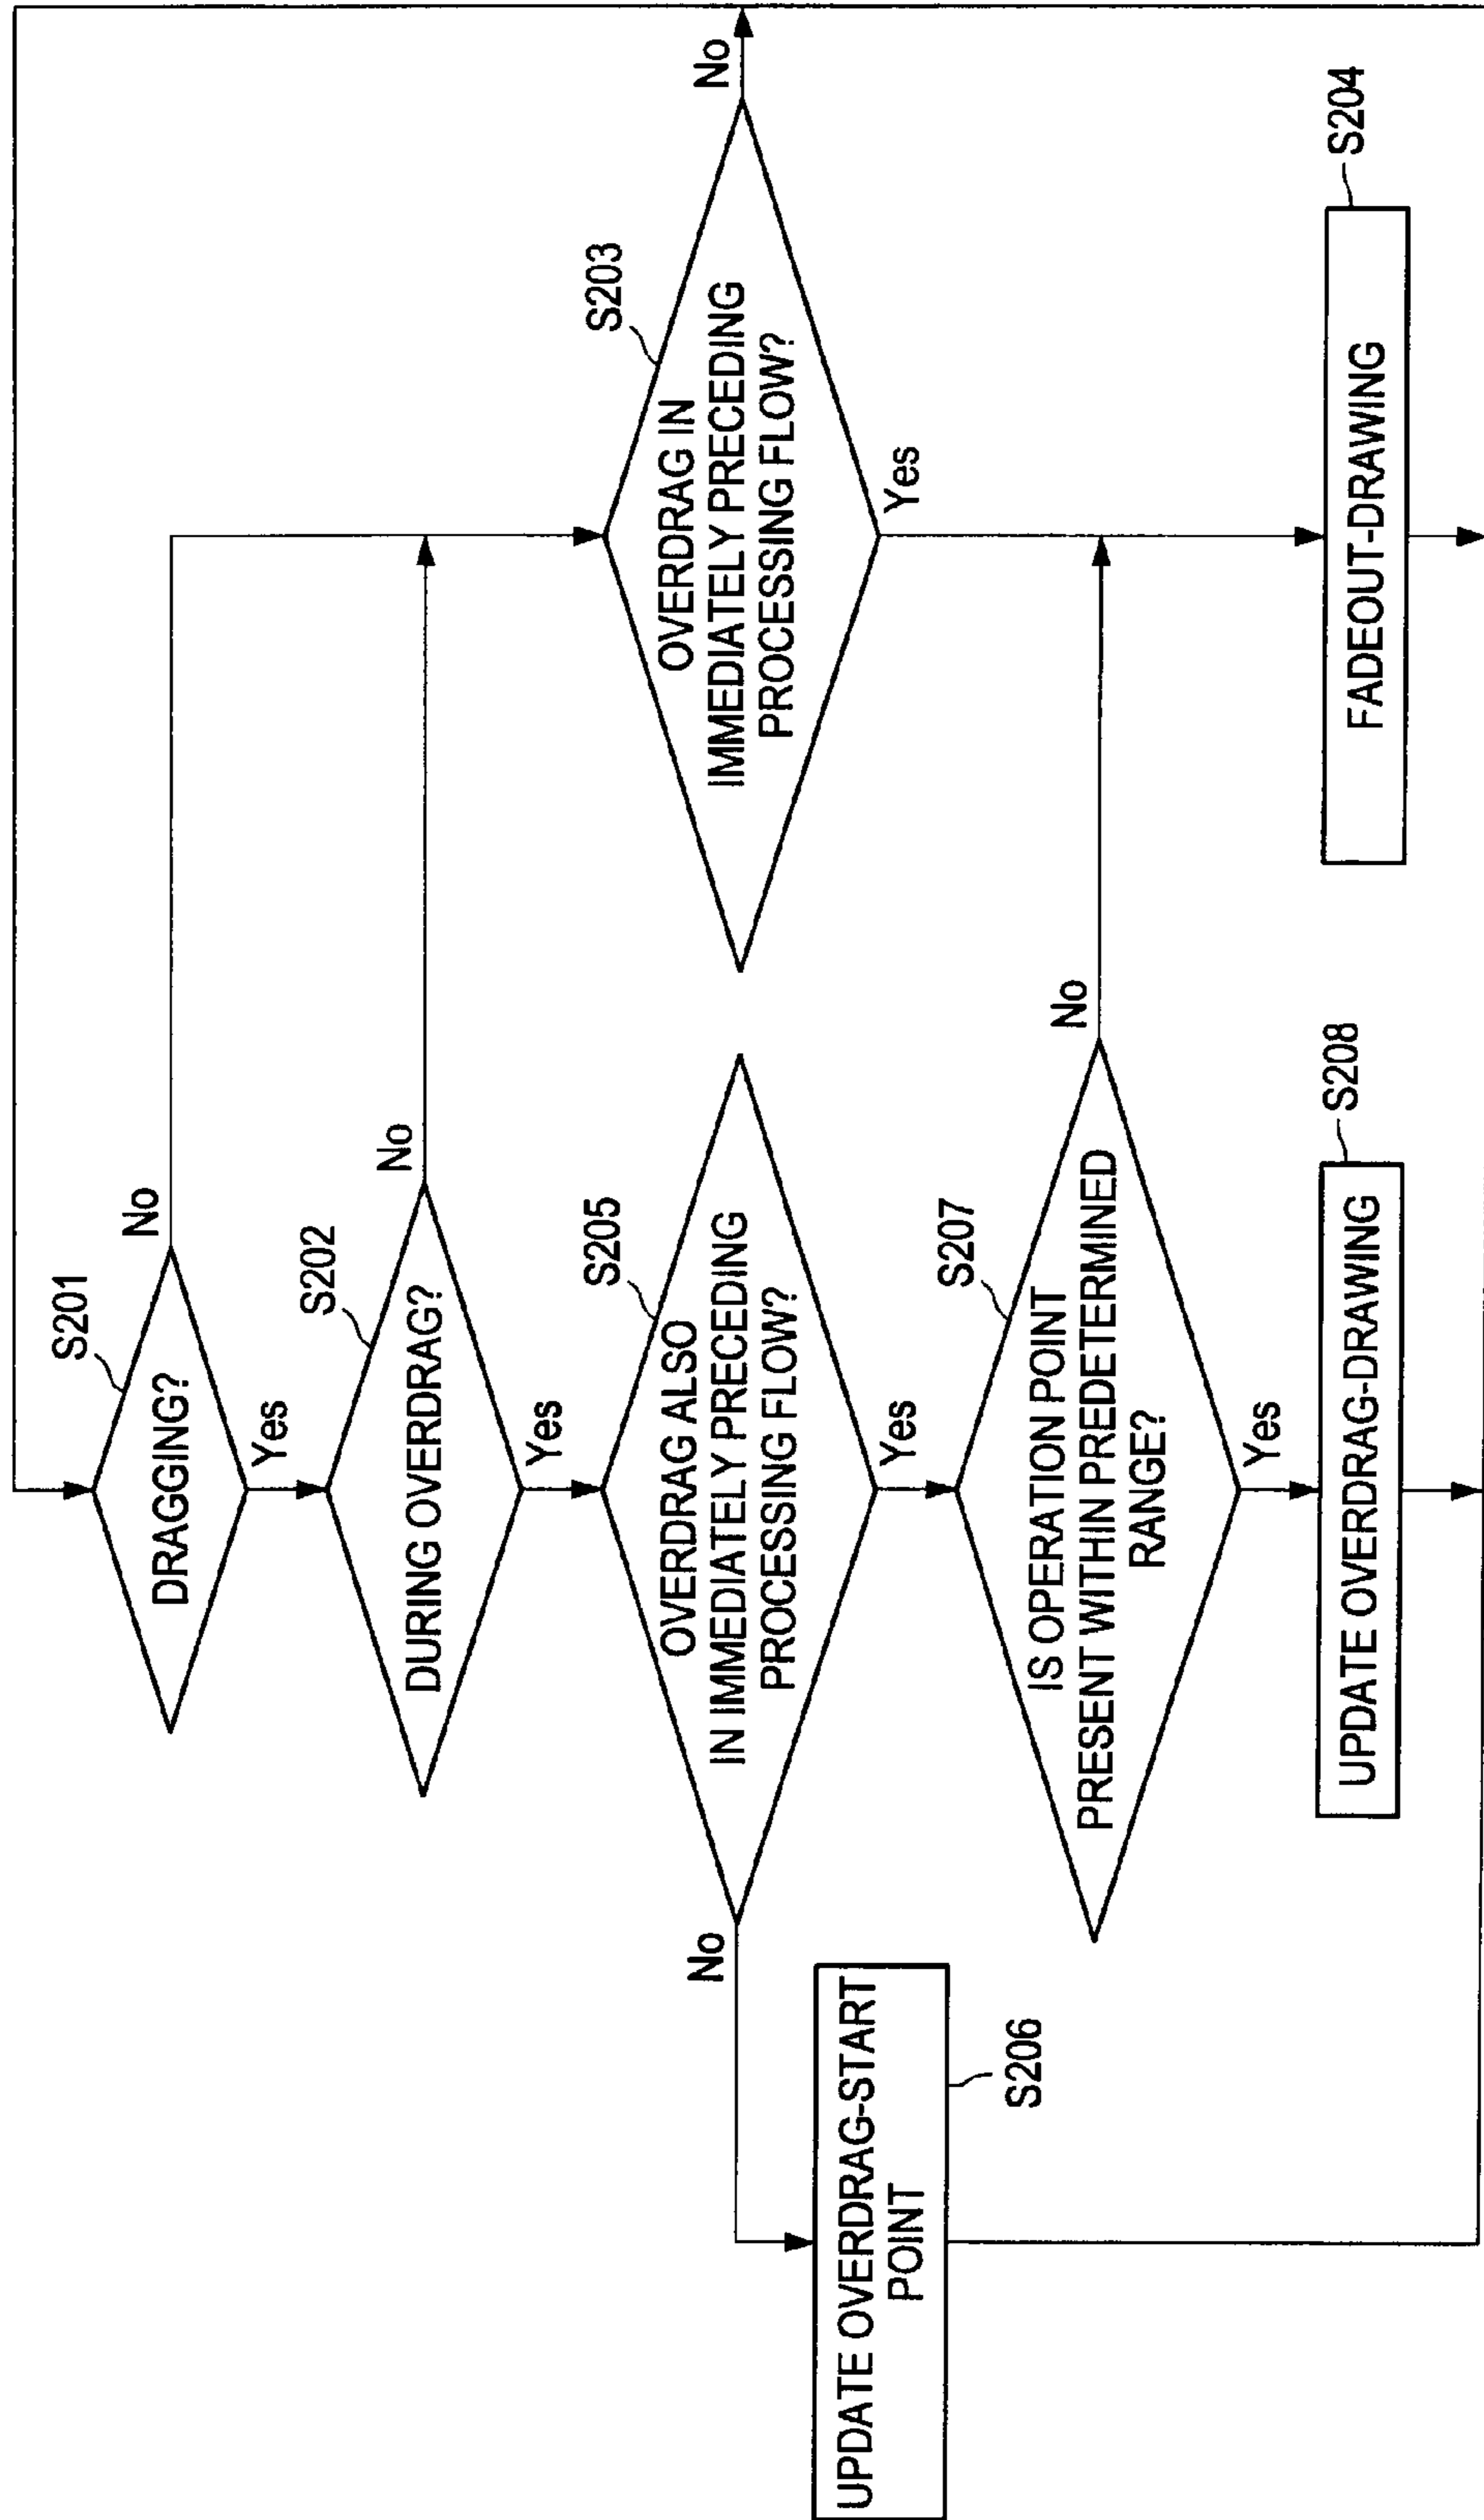 S201
DRAGGING?
No
Yes
S202
DURING OVERDRAG?
No
Yes
S205
OVERDRAG ALSO
IN IMMEDIATELY PRECEDING
PROCESSING FLOW?
No
Yes
S203
OVERDRAG IN
IMMEDIATELY PRECEDING
PROCESSING FLOW?
No
Yes
UPDATE OVERDRAG-START
POINT
S206
S207
IS OPERATION POINT
PRESENT WITHIN PREDETERMINED
RANGE?
No
Yes
S208
UPDATE OVERDRAG-DRAWING
S204
FADEOUT-DRAWING